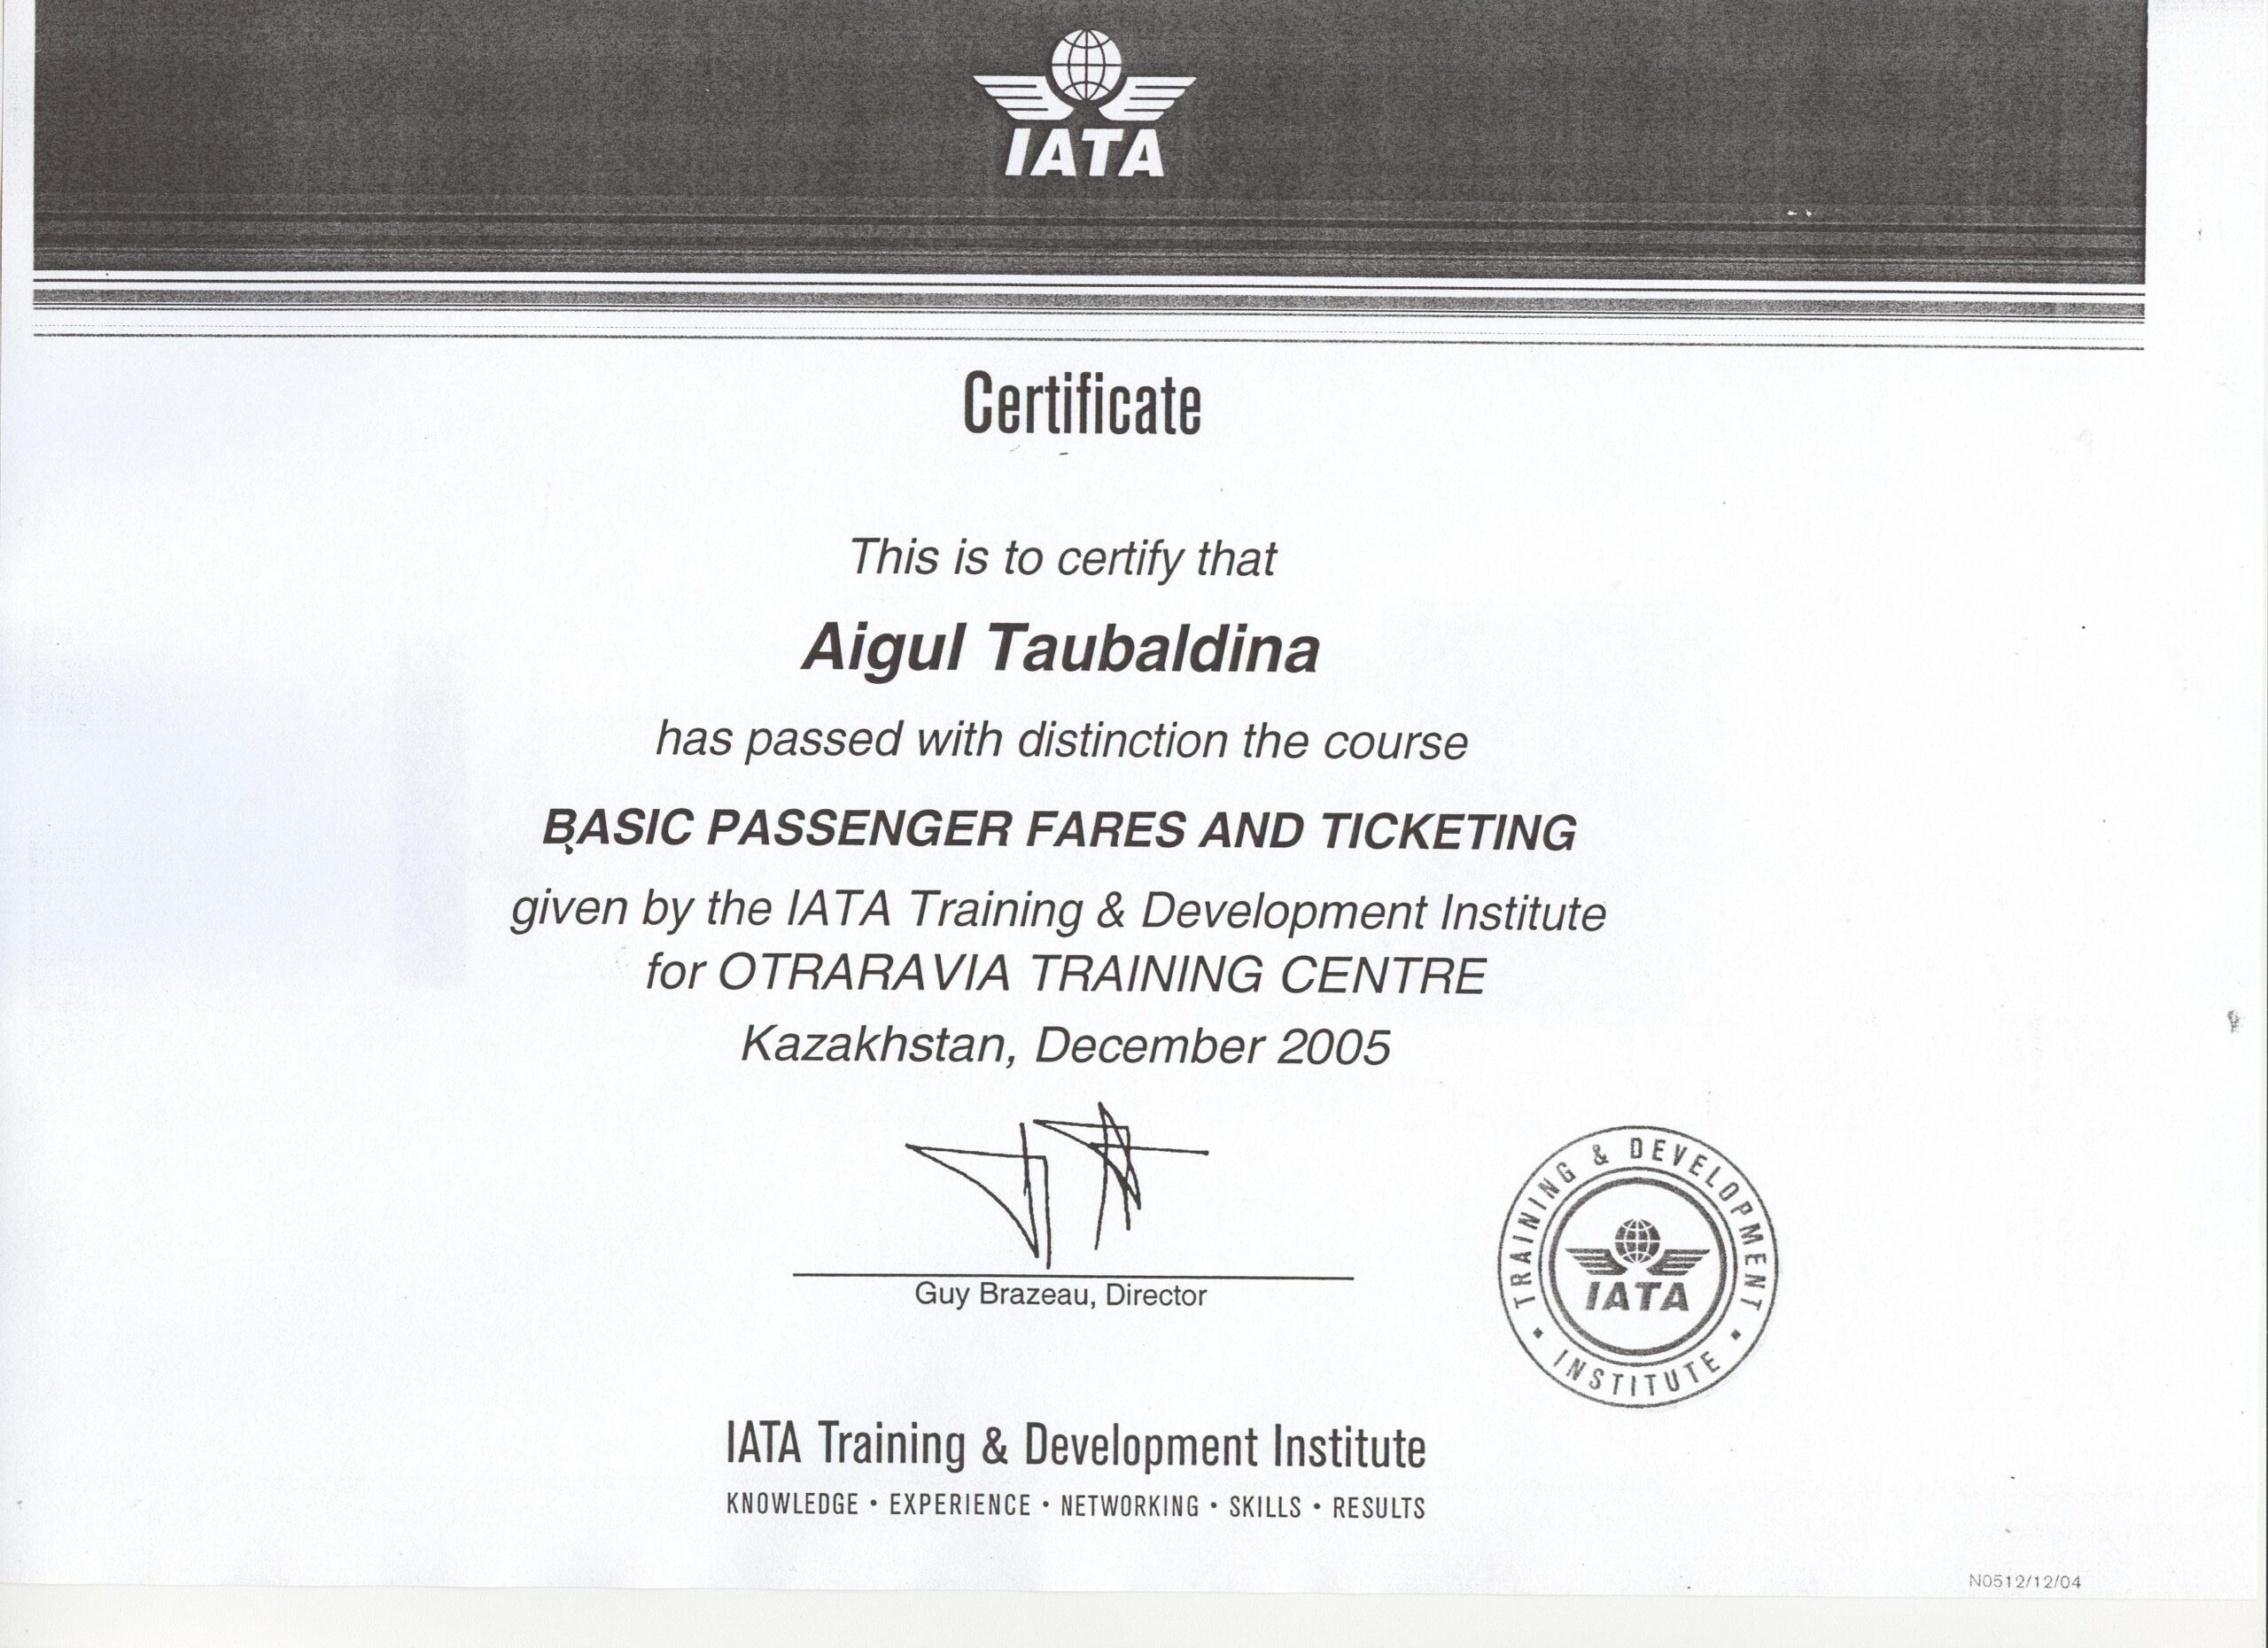 IATA
Certificate
This is to certify that
Aigul Taubaldina
has passed with distinction the course
BASIC PASSENGER FARES AND TICKETING
given by the IATA Training & Development Institute
for OTRARAVIA TRAINING CENTRE
Kazakhstan, December 2005
Guy Brazeau, Director
TRAINING & DEVELOPMENT
IATA
INSTITUTE
IATA Training & Development Institute
KNOWLEDGE • EXPERIENCE • NETWORKING • SKILLS • RESULTS
N0512/12/04